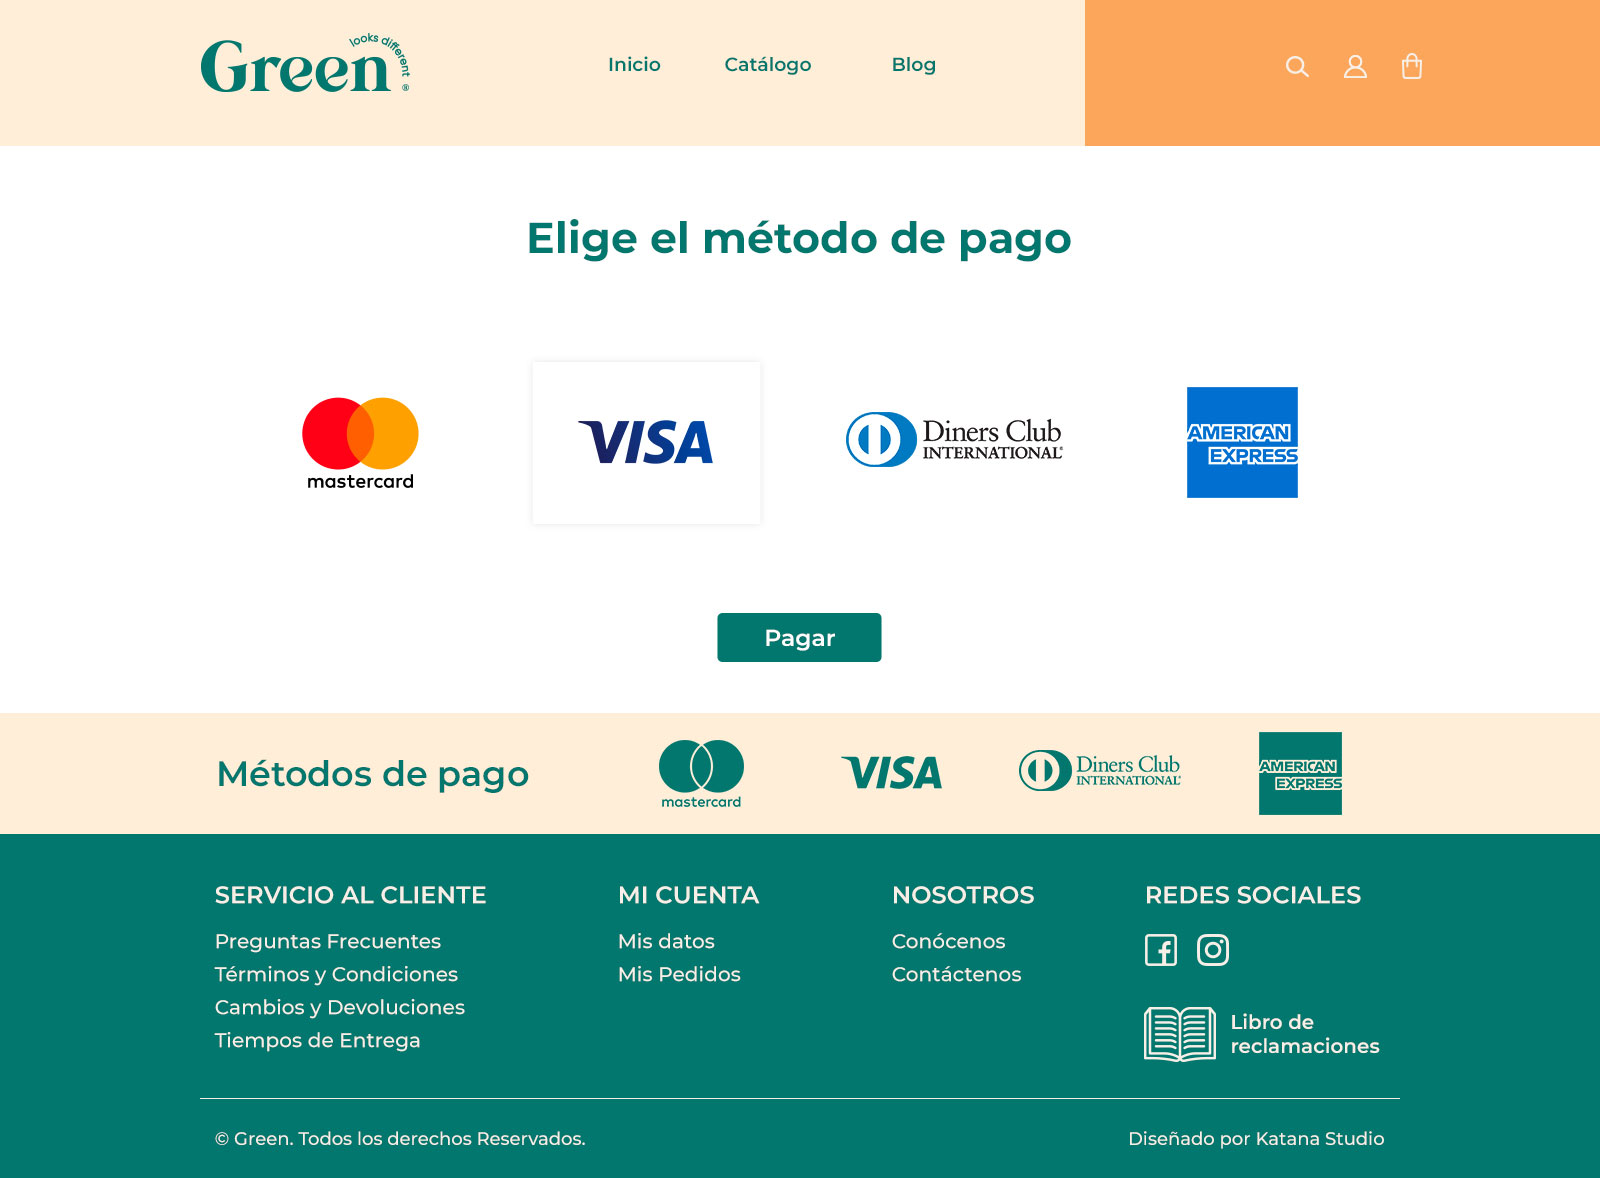 Green looks different ®
Inicio Catálogo Blog
Elige el método de pago
mastercard
VISA
Diners Club
INTERNATIONAL®
AMERICAN
EXPRESS
Pagar
Métodos de pago
mastercard
VISA
Diners Club
INTERNATIONAL®
AMERICAN
EXPRESS
SERVICIO AL CLIENTE
Preguntas Frecuentes
Términos y Condiciones
Cambios y Devoluciones
Tiempos de Entrega
MI CUENTA
Mis datos
Mis Pedidos
NOSOTROS
Conócenos
Contáctenos
REDES SOCIALES
Libro de
reclamaciones
© Green. Todos los derechos Reservados.
Diseñado por Katana Studio